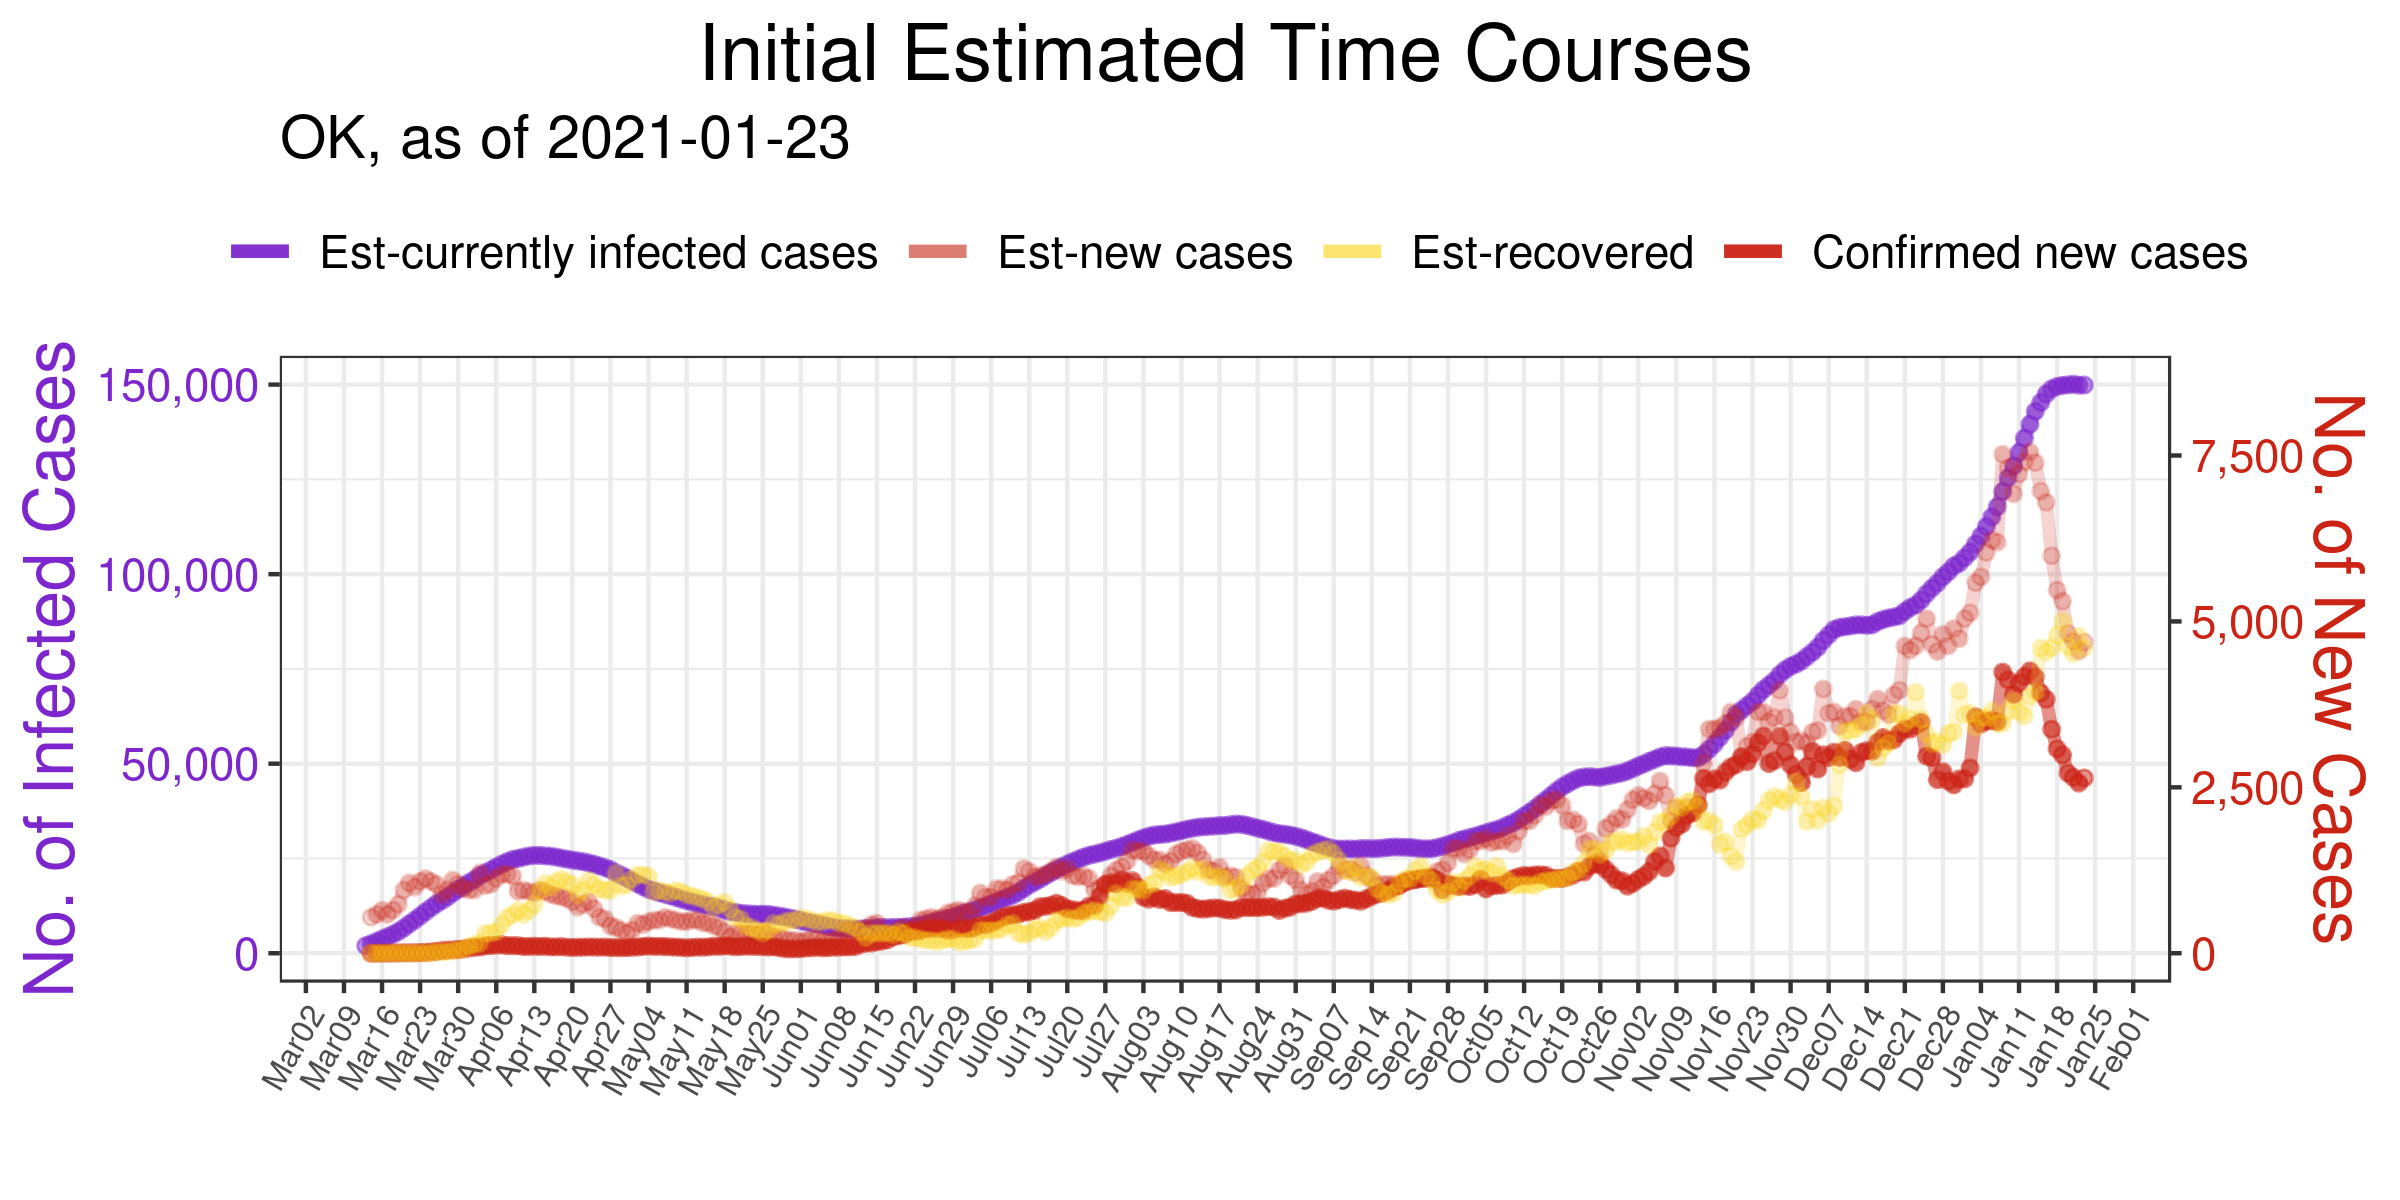 Initial Estimated Time Courses
OK, as of 2021-01-23
Est-currently infected cases Est-new cases Est-recovered Confirmed new cases
No. of Infected Cases
150,000
100,000
50,000
0
7,500
5,000
2,500
0
No. of New Cases
Mar02 Mar09 Mar16 Mar23 Mar30 Apr06 Apr13 Apr20 Apr27 May04 May11 May18 May25 Jun01 Jun08 Jun15 Jun22 Jun29 Jul06 Jul13 Jul20 Jul27 Aug03 Aug10 Aug17 Aug24 Aug31 Sep07 Sep14 Sep21 Sep28 Oct05 Oct12 Oct19 Oct26 Nov02 Nov09 Nov16 Nov23 Nov30 Dec07 Dec14 Dec21 Dec28 Jan04 Jan11 Jan18 Jan25 Feb01